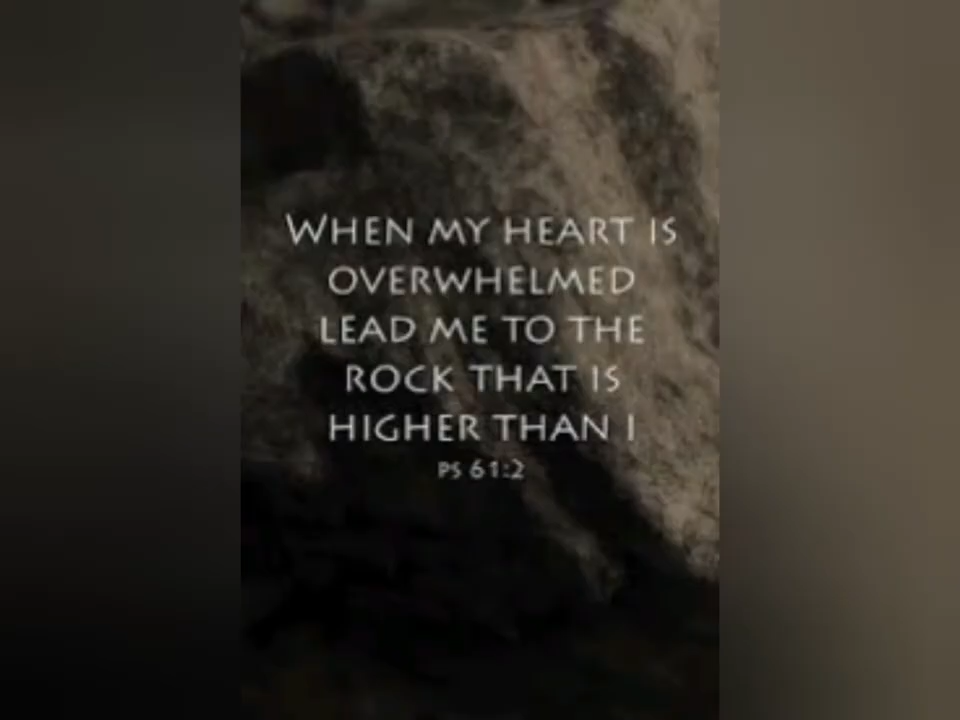 WHEN MY HEART IS
OVERWHELMED
LEAD ME TO THE
ROCK THAT IS
HIGHER THAN I
PS 61:2